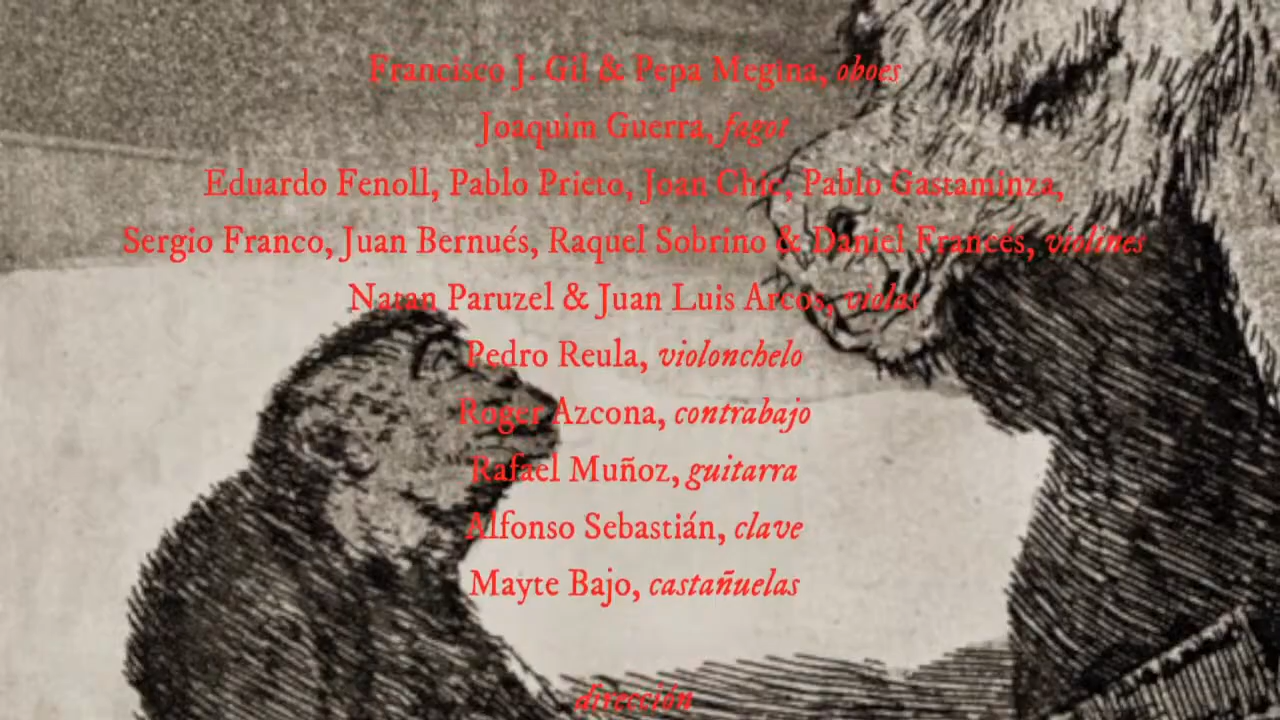 Francisco J. Gil & Pepa Megina, oboes
Joaquim Guerra, fagot
Eduardo Fenoll, Pablo Prieto, Joan Chic, Pablo Gastaminza,
Sergio Franco, Juan Bernués, Raquel Sobrino & Daniel Francés, violines
Natan Paruzel & Juan Luis Arcos, violas
Pedro Reula, violonchelo
Roger Azcona, contrabajo
Rafael Muñoz, guitarra
Alfonso Sebastián, clave
Mayte Bajo, castañuelas
dirección